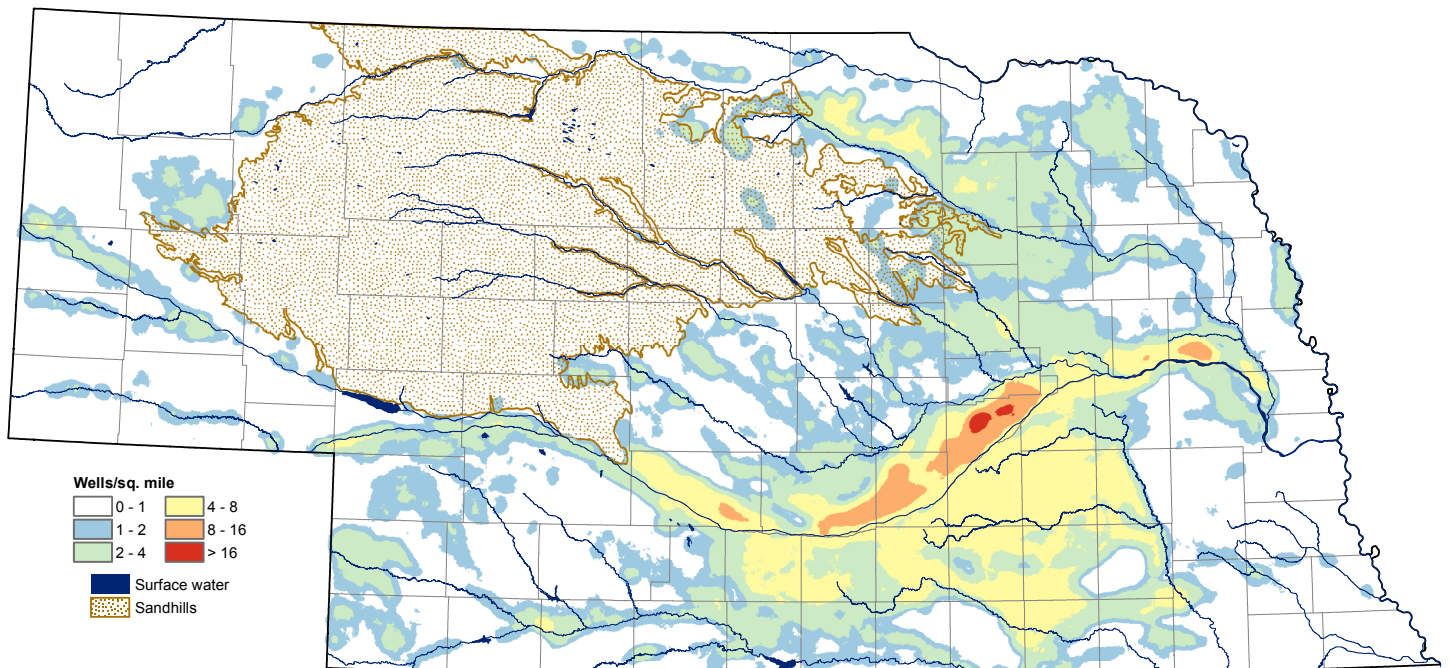 Wells/sq. mile
0 - 1
4 - 8
1 - 2
8 - 16
2 - 4
> 16
Surface water
Sandhills